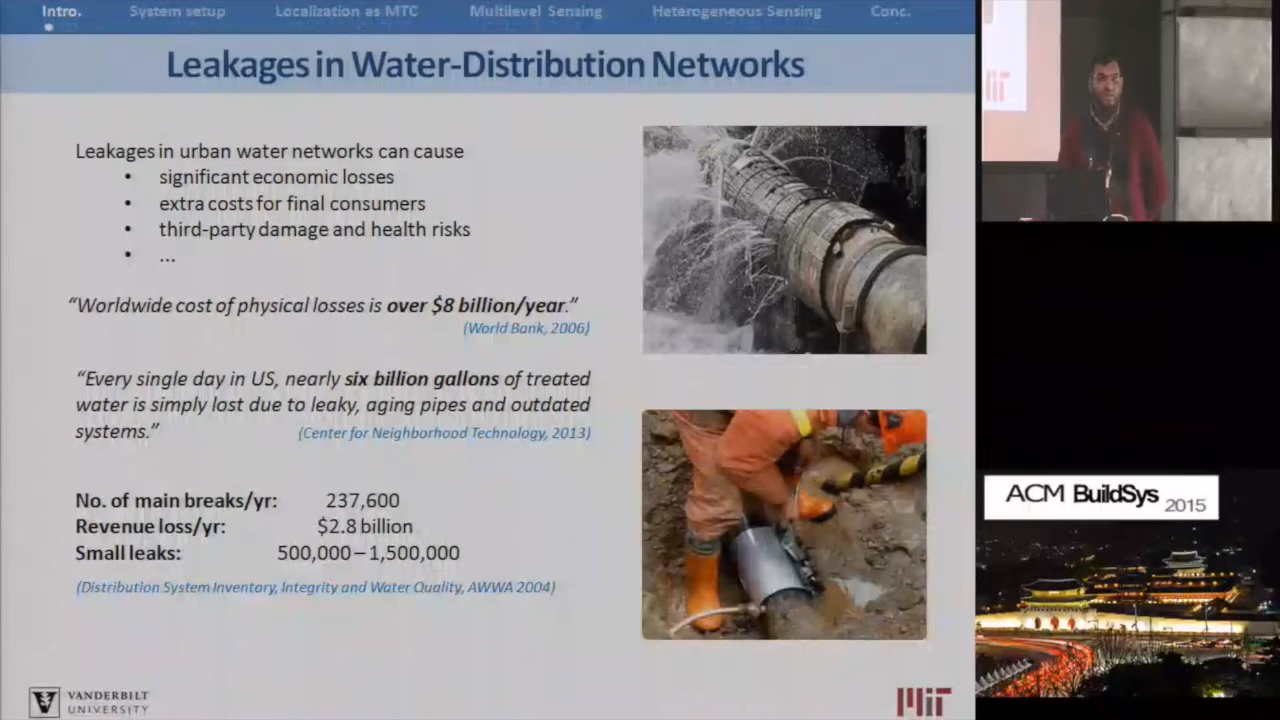 Intro. System setup Localization as MTC Multilevel Sensing Heterogeneous Sensing Conc.
Leakages in Water-Distribution Networks
Leakages in urban water networks can cause
• significant economic losses
• extra costs for final consumers
• third-party damage and health risks
• ...
“Worldwide cost of physical losses is over $8 billion/year.”
(World Bank, 2006)
“Every single day in US, nearly six billion gallons of treated
water is simply lost due to leaky, aging pipes and outdated
systems.” (Center for Neighborhood Technology, 2013)
No. of main breaks/yr: 237,600
Revenue loss/yr: $2.8 billion
Small leaks: 500,000 – 1,500,000
(Distribution System Inventory, Integrity and Water Quality, AWWA 2004)
V VANDERBILT
UNIVERSITY
MIT
MIT
ACM BuildSys 2015